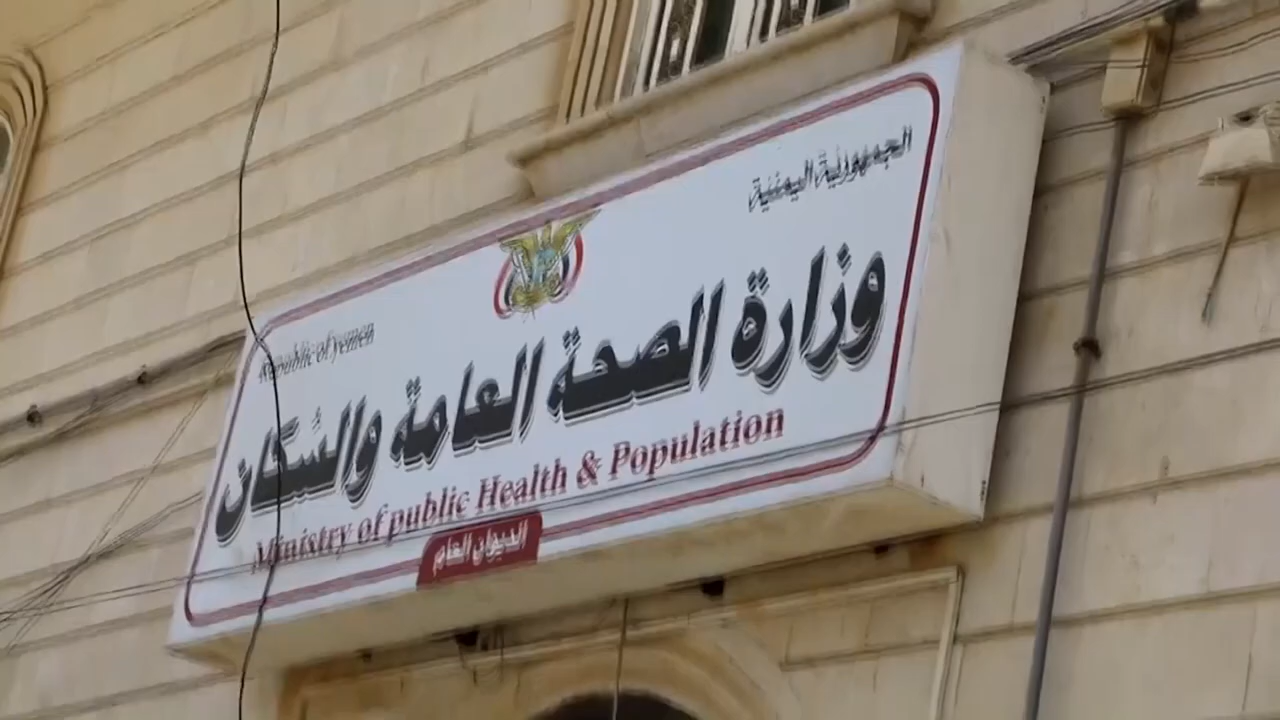 الجمهورية اليمنية
Republic of yemen
وزارة الصحة العامة والسكان
Ministry of public Health & Population
الديوان العام